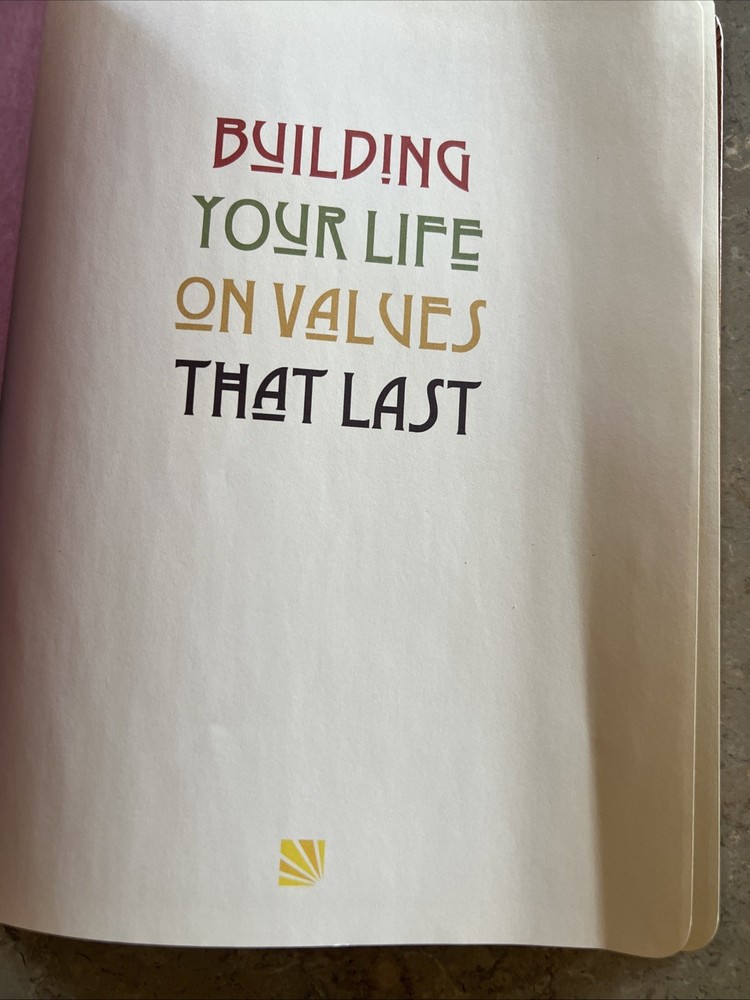 BUILDING
YOUR LIFE
ON VALUES
THAT LAST